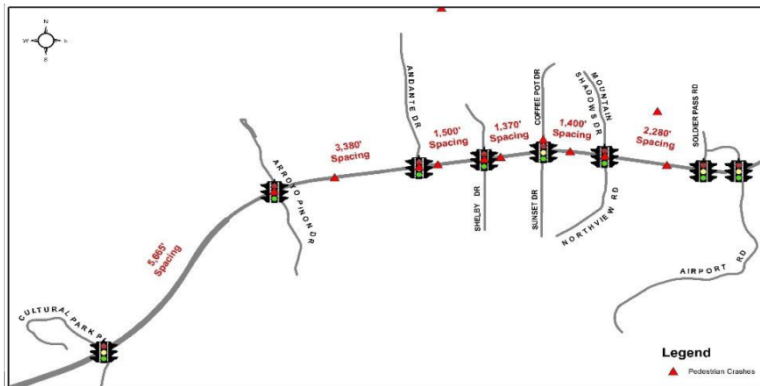 N
W
E
S
ANDANTE DR
COFFEE POT DR
MOUNTAIN
SHADOWS DR
SOLDIER PASS RD
3,380'
Spacing
1,500'
Spacing
1,370'
Spacing
1,400'
Spacing
2,280'
Spacing
ARROYO PINON DR
SHELBY DR
SUNSET DR
NORTHVIEW RD
AIRPORT RD
5,665'
Spacing
CULTURAL PARK PL
Legend
Pedestrian Crashes